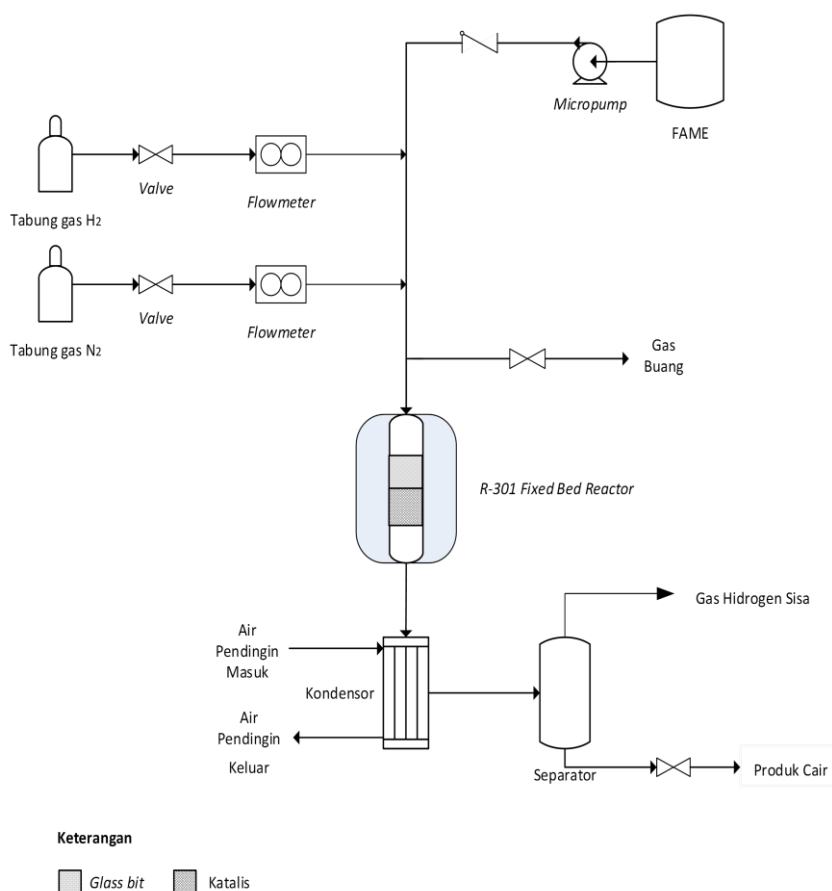 Micropump
FAME
Valve
Flowmeter
Tabung gas H2
Valve
Flowmeter
Tabung gas N2
Gas
Buang
R-301 Fixed Bed Reactor
Gas Hidrogen Sisa
Air
Pendingin
Masuk
Kondensor
Air
Pendingin
Keluar
Separator
Produk Cair
Keterangan
Glass bit
Katalis